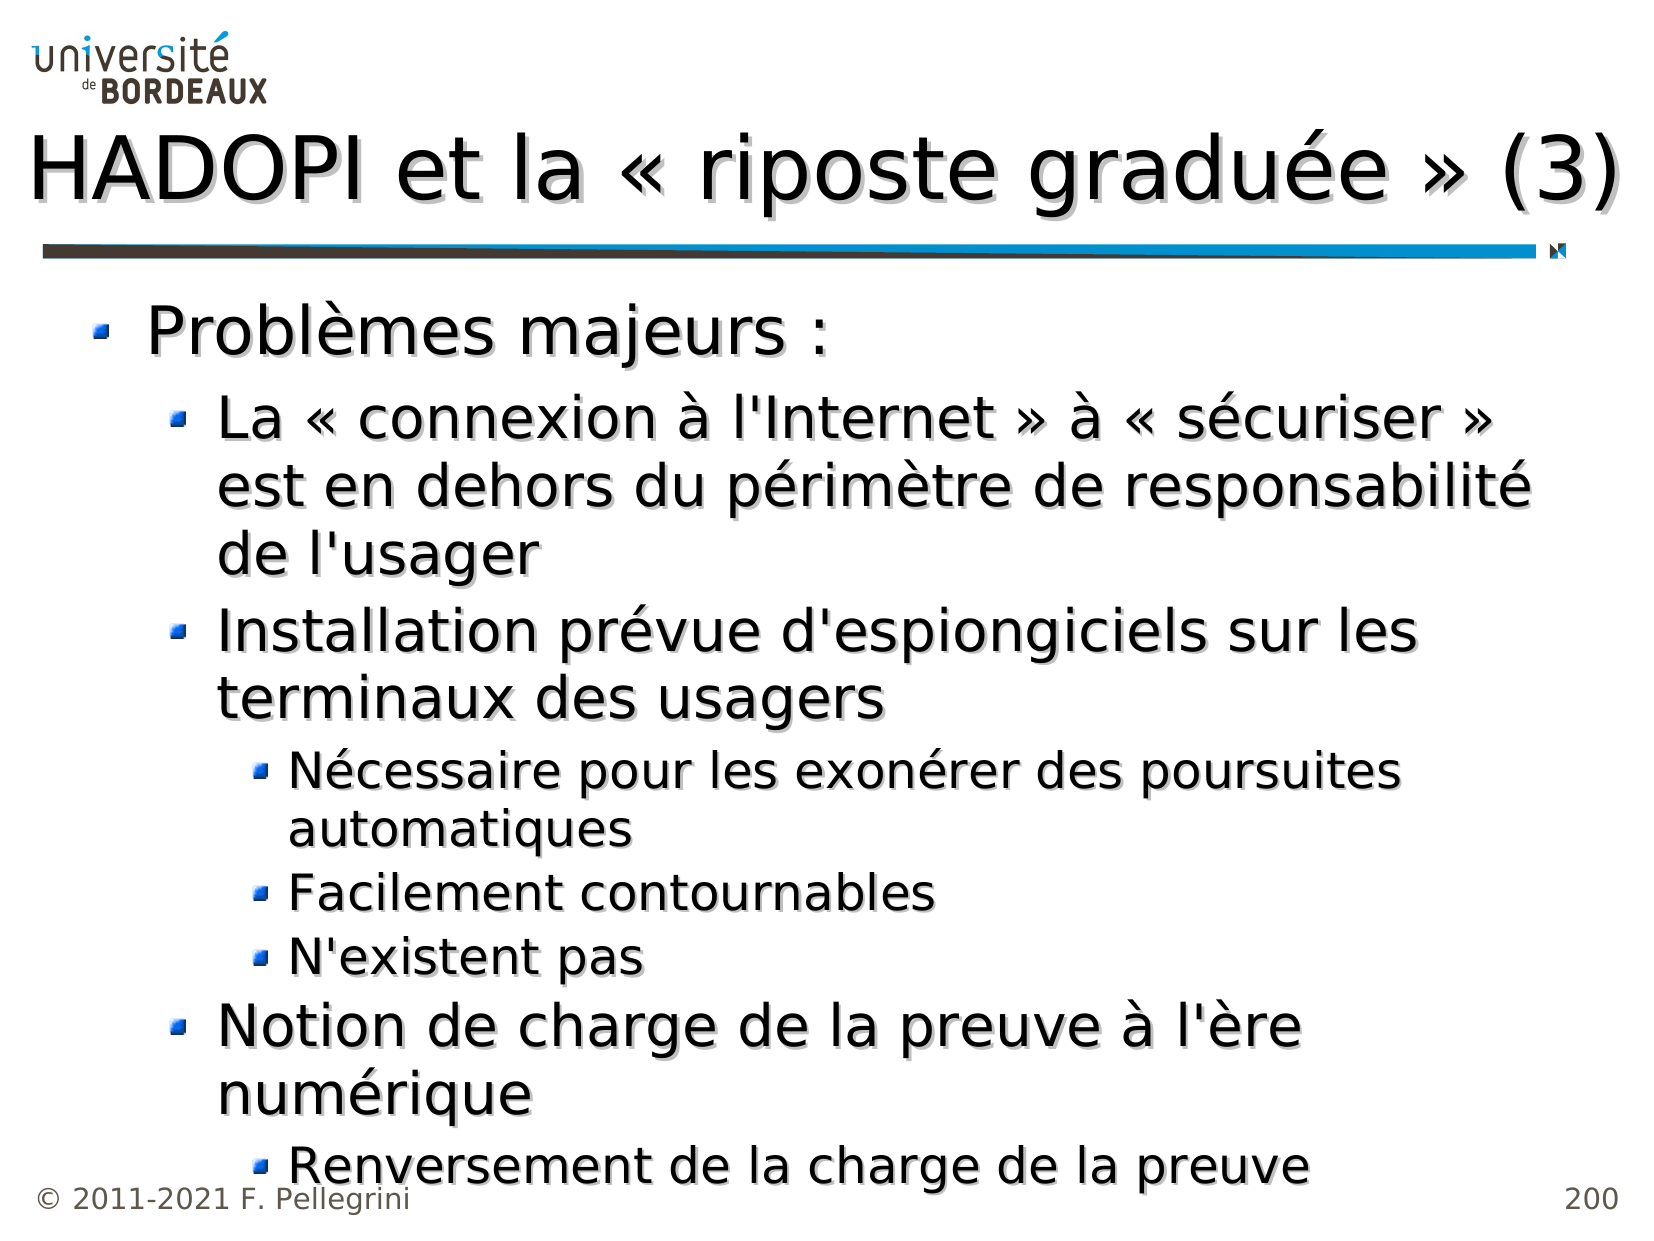 université
de BORDEAUX
HADOPI et la « riposte graduée » (3)
Problèmes majeurs :
La « connexion à l'Internet » à « sécuriser »
est en dehors du périmètre de responsabilité
de l'usager
Installation prévue d'espiongiciels sur les
terminaux des usagers
Nécessaire pour les exonérer des poursuites
automatiques
Facilement contournables
N'existent pas
Notion de charge de la preuve à l'ère
numérique
Renversement de la charge de la preuve
© 2011-2021 F. Pellegrini
200